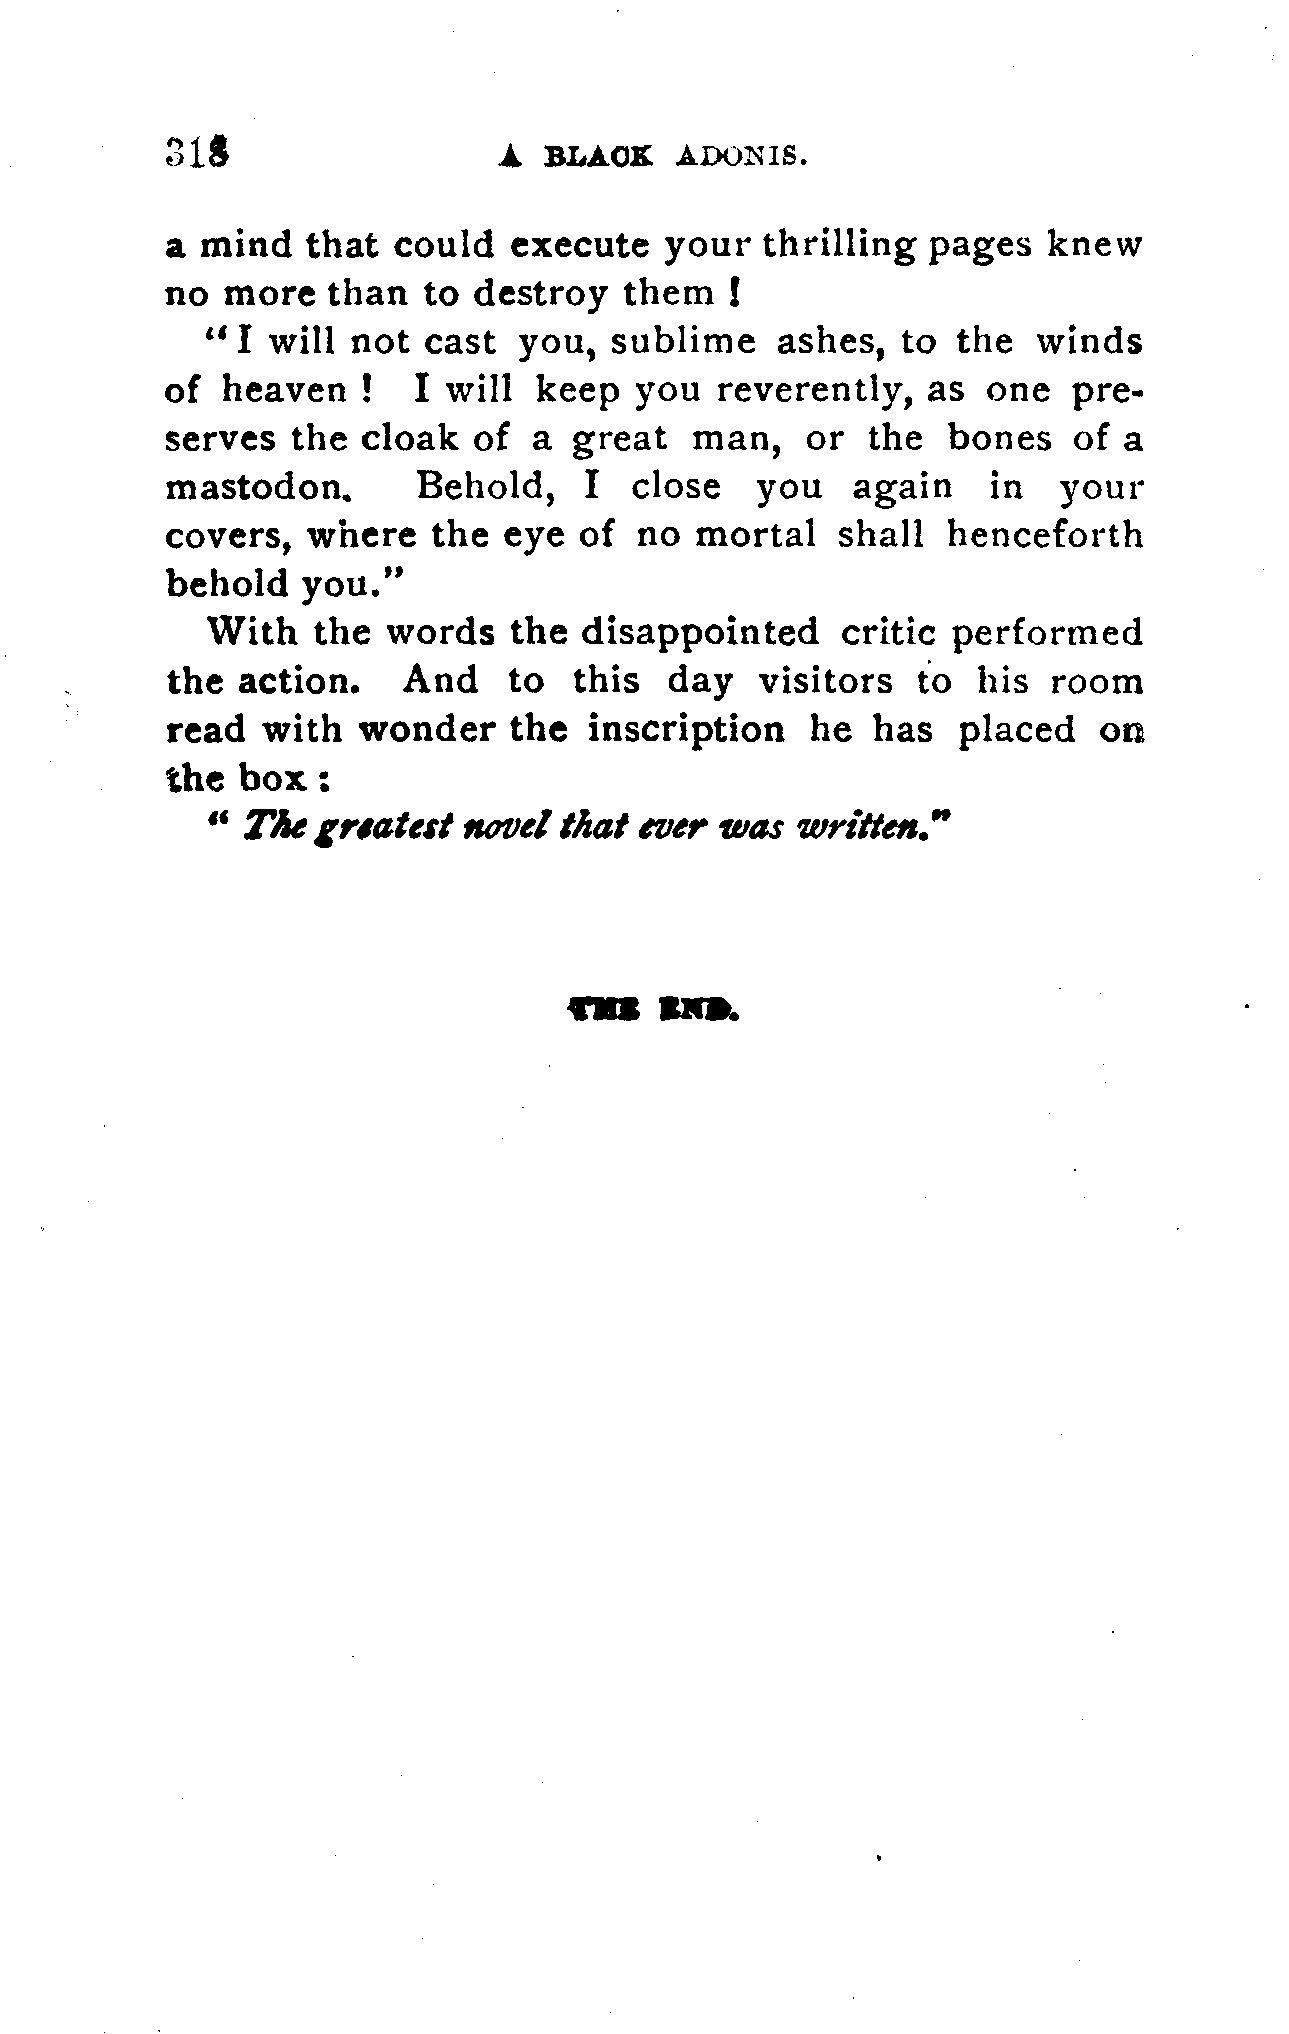 318 A BLACK ADONIS.
a mind that could execute your thrilling pages knew
no more than to destroy them !
“ I will not cast you, sublime ashes, to the winds
of heaven ! I will keep you reverently, as one pre-
serves the cloak of a great man, or the bones of a
mastodon. Behold, I close you again in your
covers, where the eye of no mortal shall henceforth
behold you.”
With the words the disappointed critic performed
the action. And to this day visitors to his room
read with wonder the inscription he has placed on
the box :
“ The greatest novel that ever was written.”
THE END.